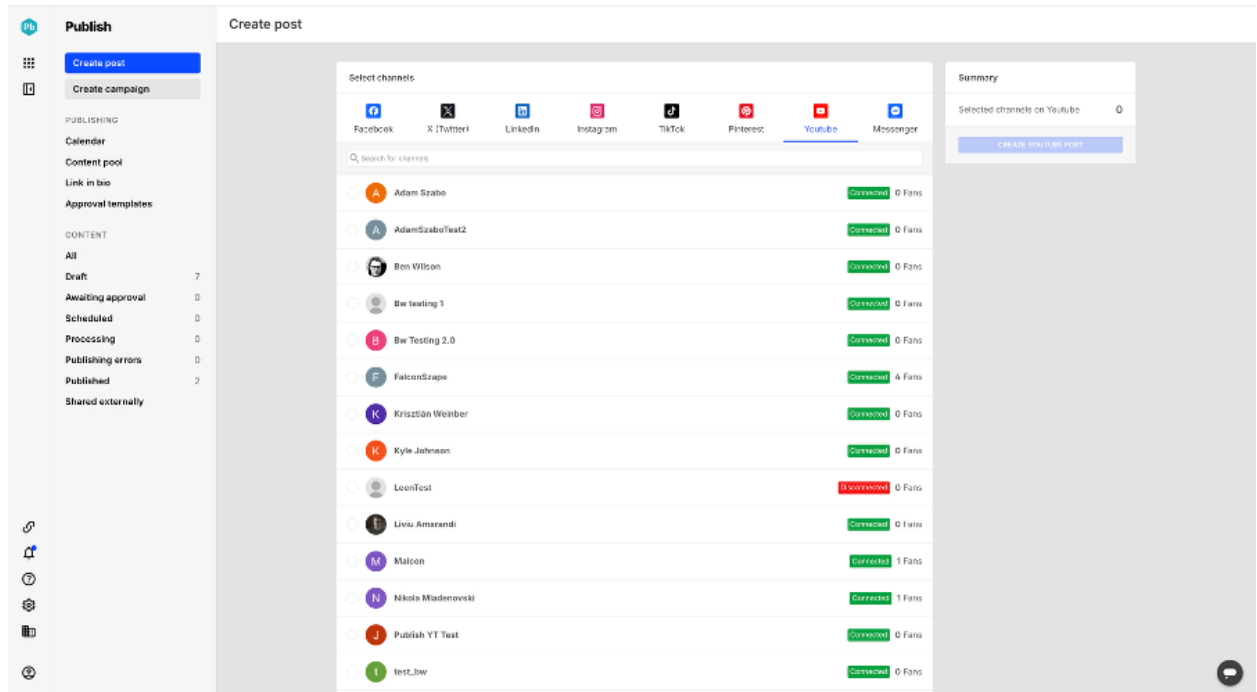 Pb
Publish
Create post
Create campaign
PUBLISHING
Calendar
Content pool
Link in bio
Approval templates
CONTENT
All
Draft 7
Awaiting approval 0
Scheduled 0
Processing 0
Publishing errors 0
Published 2
Shared externally
Create post
Select channels
Facebook
X (Twitter)
LinkedIn
Instagram
TikTok
Pinterest
Youtube
Messenger
Search for channels
A Adam Szabo Connected 0 Fans
A AdamSzaboTest2 Connected 0 Fans
Ben Wilson Connected 0 Fans
Bw testing 1 Connected 0 Fans
B Bw Testing 2.0 Connected 0 Fans
F FalconSzape Connected 4 Fans
K Krisztián Weinber Connected 0 Fans
K Kyle Johnson Connected 0 Fans
LeenTest Disconnected 0 Fans
Liviu Amarandi Connected 0 Fans
M Malcon Connected 1 Fans
N Nikola Mladenovski Connected 1 Fans
J Publish YT Test Connected 0 Fans
t test_bw Connected 0 Fans
Summary
Selected channels on Youtube 0
CREATE YOUTUBE POST